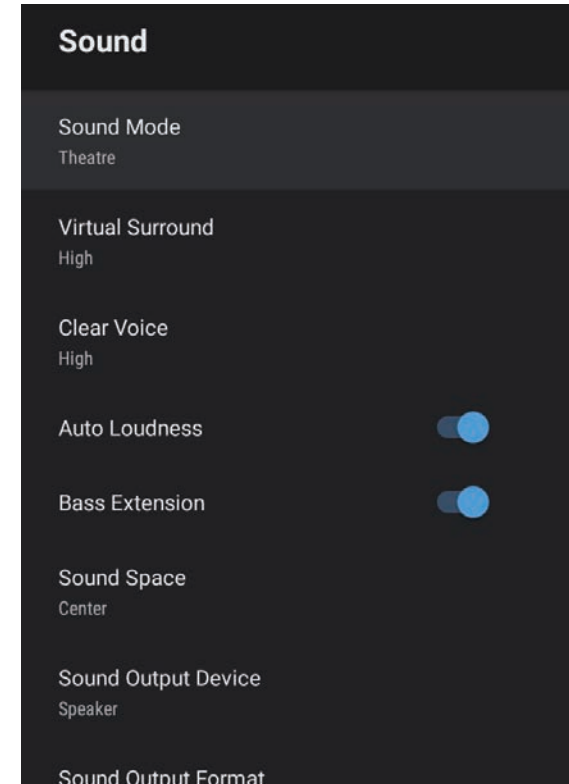 Sound
Sound Mode
Theatre
Virtual Surround
High
Clear Voice
High
Auto Loudness
Bass Extension
Sound Space
Center
Sound Output Device
Speaker
Sound Output Format